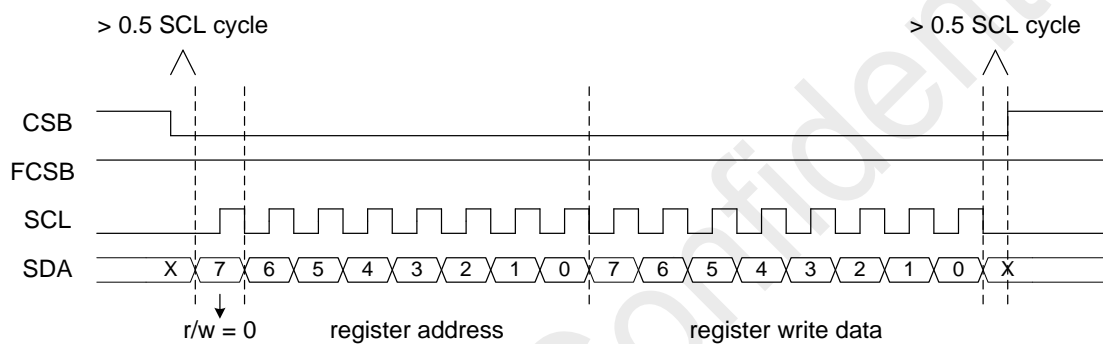 > 0.5 SCL cycle > 0.5 SCL cycle
CSB
FCSB
SCL
SDA X 7 6 5 4 3 2 1 0 7 6 5 4 3 2 1 0 X
r/w = 0 register address register write data
Confident